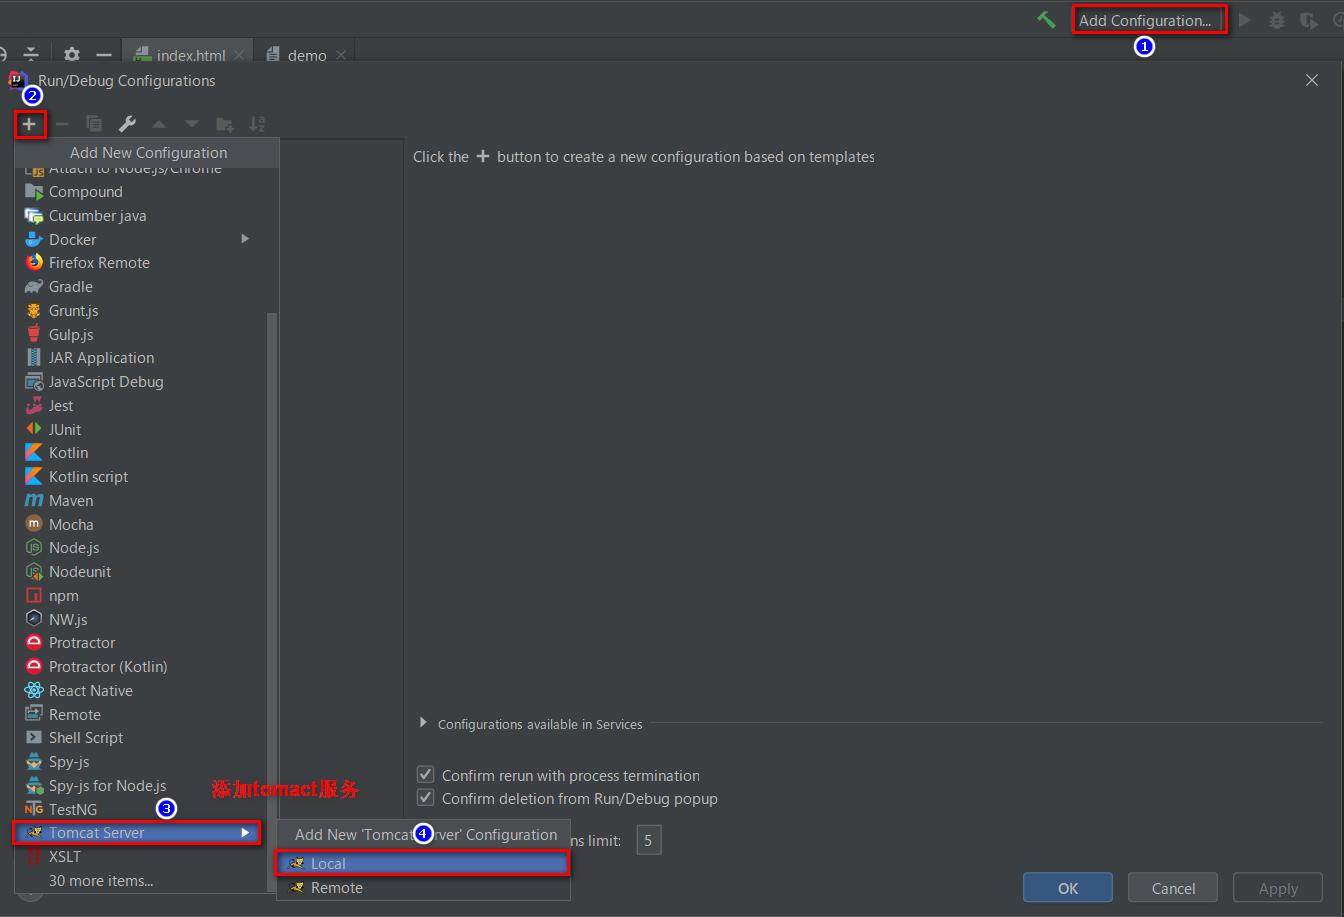 Add Configuration...
1
index.html
demo
Run/Debug Configurations
2
Add New Configuration
Click the + button to create a new configuration based on templates
Attach to Node.js/Chrome
Compound
Cucumber java
Docker
Firefox Remote
Gradle
Grunt.js
Gulp.js
JAR Application
JavaScript Debug
Jest
JUnit
Kotlin
Kotlin script
Maven
Mocha
Node.js
Nodeunit
npm
NW.js
Protractor
Protractor (Kotlin)
React Native
Remote
Configurations available in Services
Shell Script
Spy-js
Confirm rerun with process termination
Spy-js for Node.js
添加tomact服务
Confirm deletion from Run/Debug popup
TestNG
3
Tomcat Server
Add New 'Tomcat 4 rver' Configuration
ns limit:
5
XSLT
Local
30 more items...
Remote
OK
Cancel
Apply